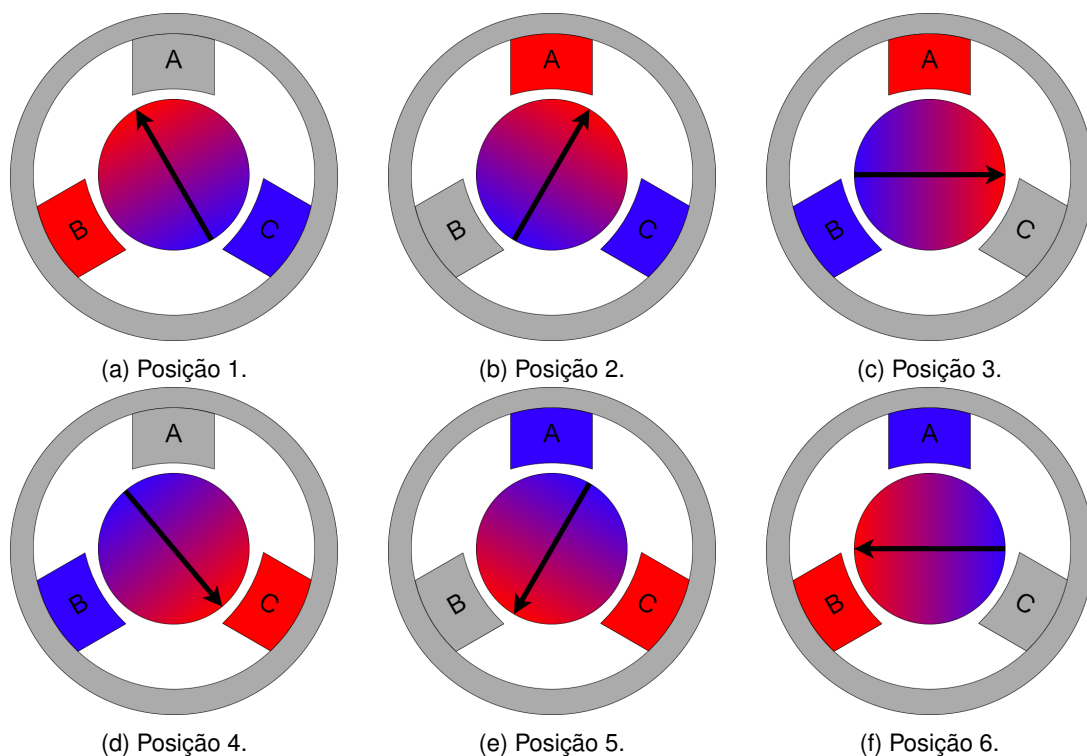 A
B
C
(a) Posição 1.
A
B
C
(b) Posição 2.
A
B
C
(c) Posição 3.
A
B
C
(d) Posição 4.
A
B
C
(e) Posição 5.
A
B
C
(f) Posição 6.